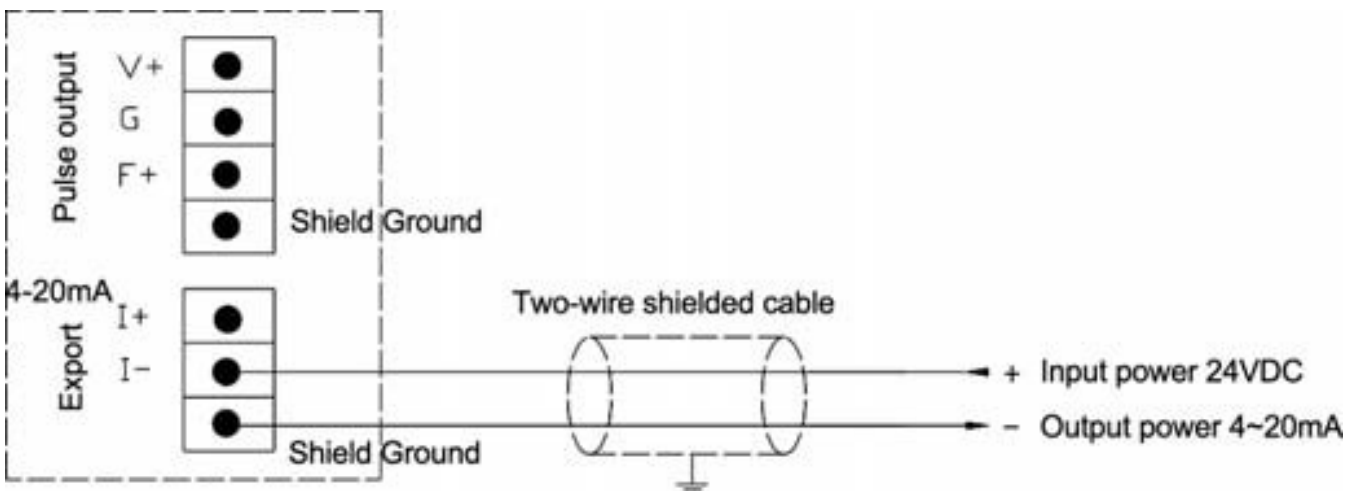 Pulse output
V+
G
F+
Shield Ground
4-20mA
Export
I+
I-
Shield Ground
Two-wire shielded cable
+ Input power 24VDC
- Output power 4~20mA